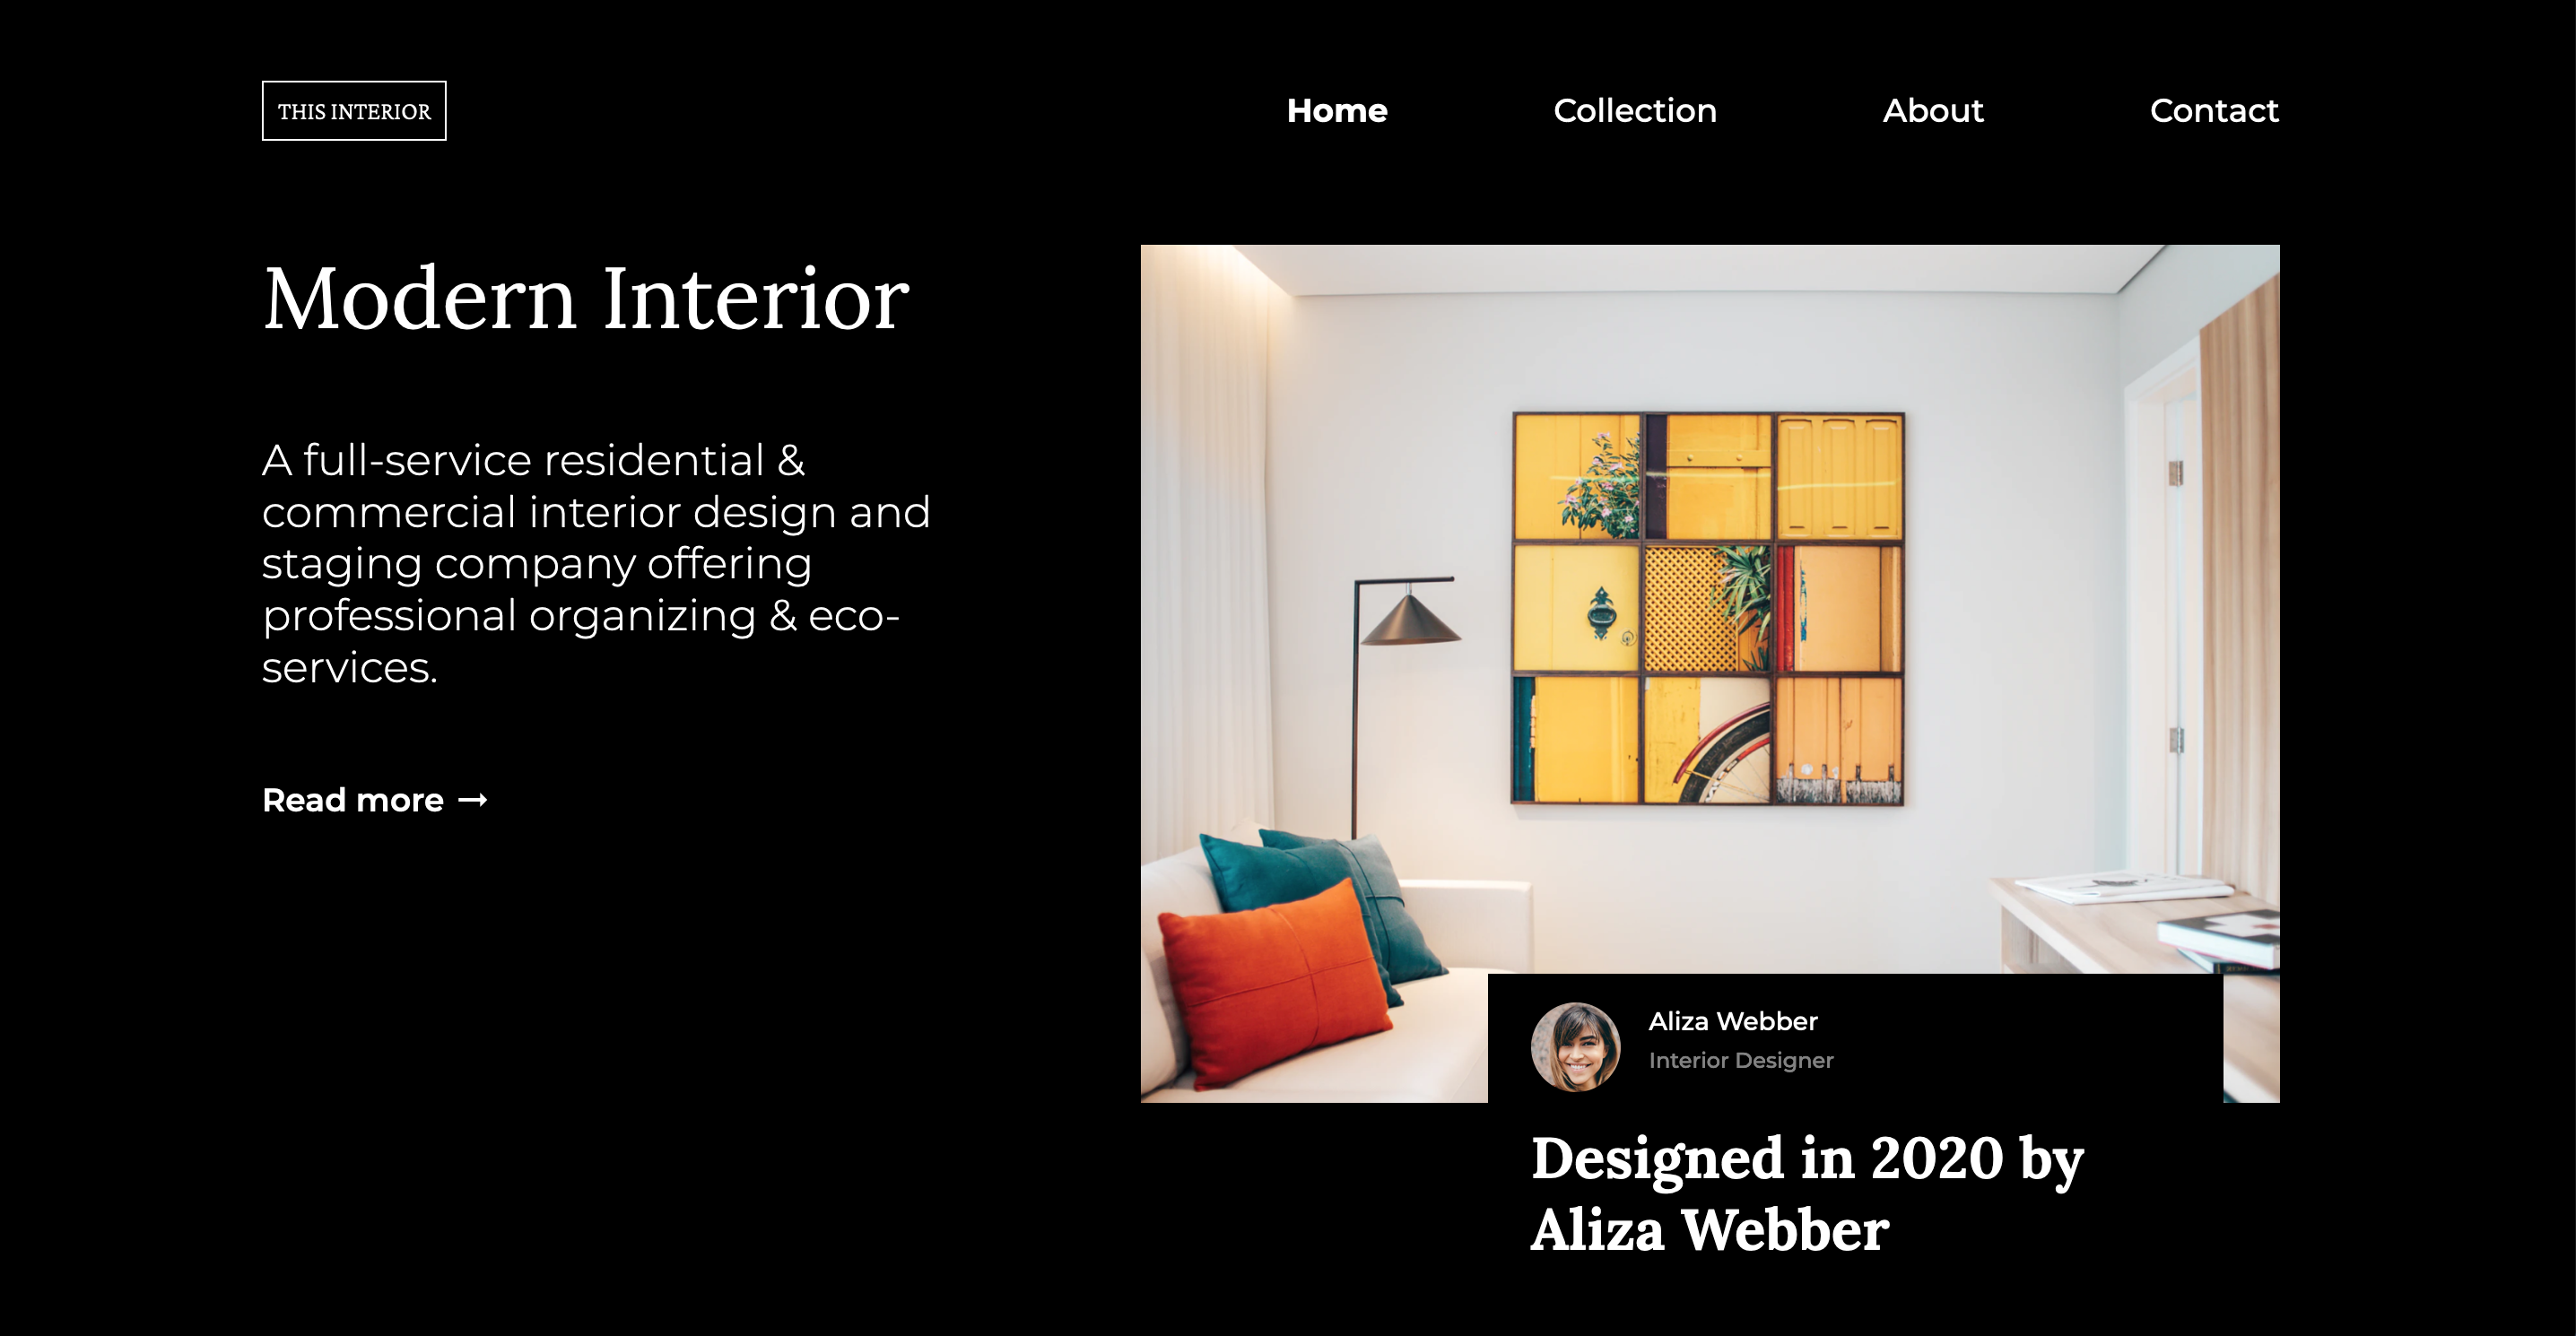 THIS INTERIOR
Home
Collection
About
Contact
Modern Interior
A full-service residential &
commercial interior design and
staging company offering
professional organizing & eco-
services.
Read more →
Aliza Webber
Interior Designer
Designed in 2020 by
Aliza Webber